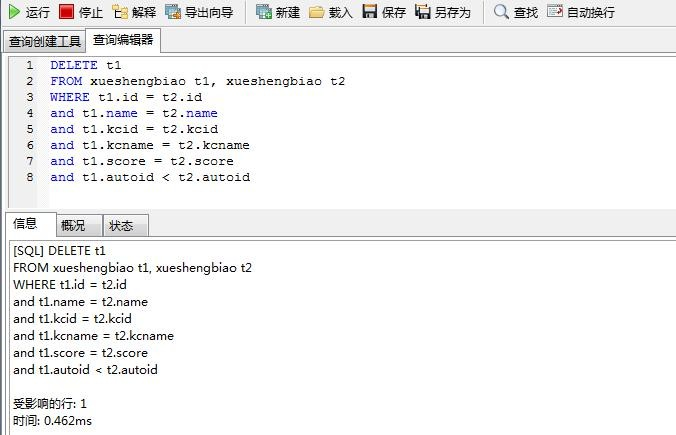 运行 停止 解释 导出向导 新建 载入 保存 另存为 查找 自动换行
查询创建工具 查询编辑器
1 DELETE t1
2 FROM xueshengbiao t1, xueshengbiao t2
3 WHERE t1.id = t2.id
4 and t1.name = t2.name
5 and t1.kcid = t2.kcid
6 and t1.kcname = t2.kcname
7 and t1.score = t2.score
8 and t1.autoid < t2.autoid
信息 概况 状态
[SQL] DELETE t1
FROM xueshengbiao t1, xueshengbiao t2
WHERE t1.id = t2.id
and t1.name = t2.name
and t1.kcid = t2.kcid
and t1.kcname = t2.kcname
and t1.score = t2.score
and t1.autoid < t2.autoid
受影响的行: 1
时间: 0.462ms